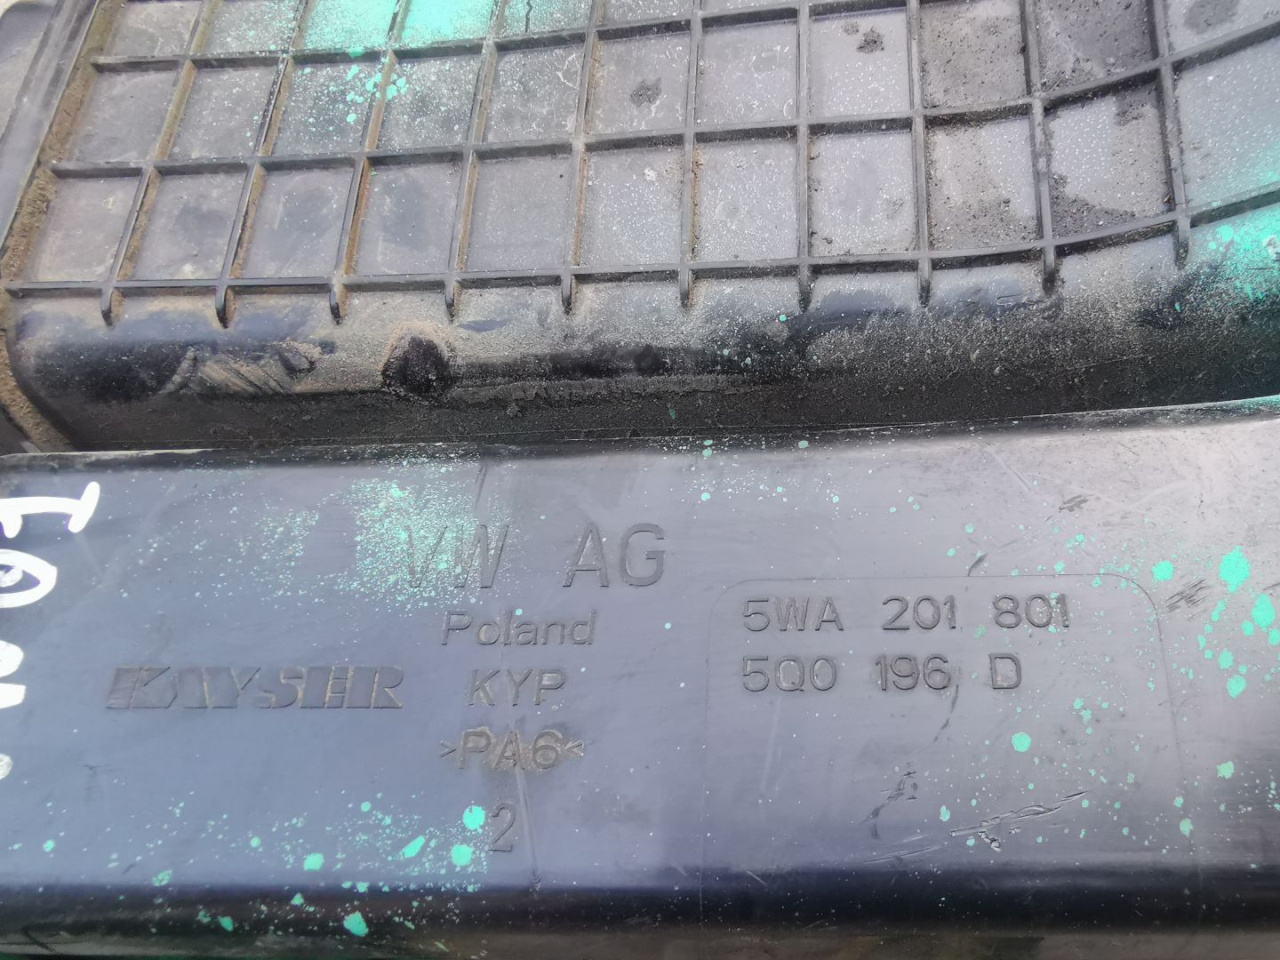 VW AG
Poland
KAYSER KYP
>PA6<
2
5WA 201 801
5Q0 196 D